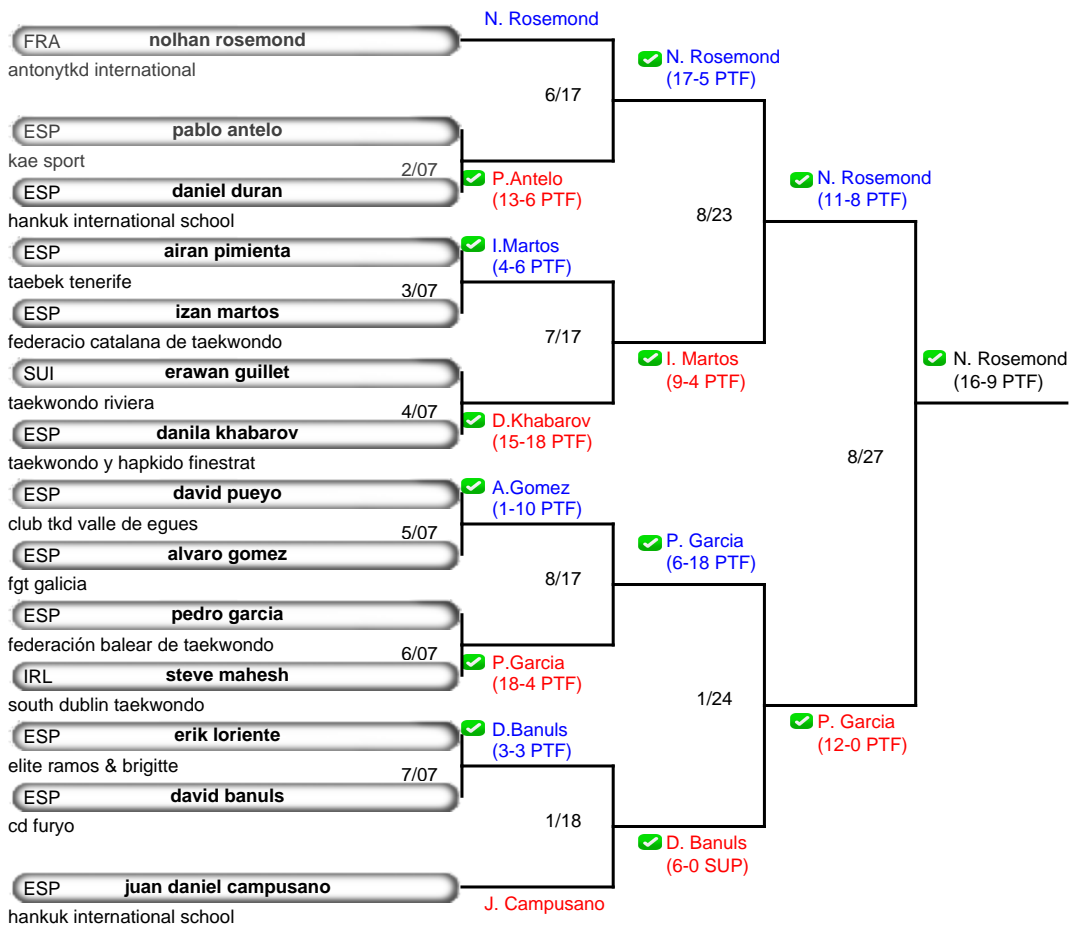 N. Rosemond
FRA nolhan rosemond
antonytkd international
N. Rosemond
(17-5 PTF)
6/17
ESP pablo antelo
kae sport
2/07
P.Antelo
(13-6 PTF)
ESP daniel duran
hankuk international school
N. Rosemond
(11-8 PTF)
8/23
ESP airan pimienta
taebek tenerife
I.Martos
(4-6 PTF)
3/07
ESP izan martos
federacio catalana de taekwondo
7/17
I. Martos
(9-4 PTF)
N. Rosemond
(16-9 PTF)
SUI erawan guillet
taekwondo riviera
4/07
D.Khabarov
(15-18 PTF)
ESP danila khabarov
taekwondo y hapkido finestrat
8/27
ESP david pueyo
club tkd valle de egues
A.Gomez
(1-10 PTF)
5/07
ESP alvaro gomez
fgt galicia
8/17
P. Garcia
(6-18 PTF)
ESP pedro garcia
federación balear de taekwondo
6/07
P.Garcia
(18-4 PTF)
IRL steve mahesh
south dublin taekwondo
1/24
P. Garcia
(12-0 PTF)
ESP erik loriente
elite ramos & brigitte
D.Banuls
(3-3 PTF)
7/07
ESP david banuls
cd furyo
1/18
D. Banuls
(6-0 SUP)
ESP juan daniel campusano
hankuk international school
J. Campusano